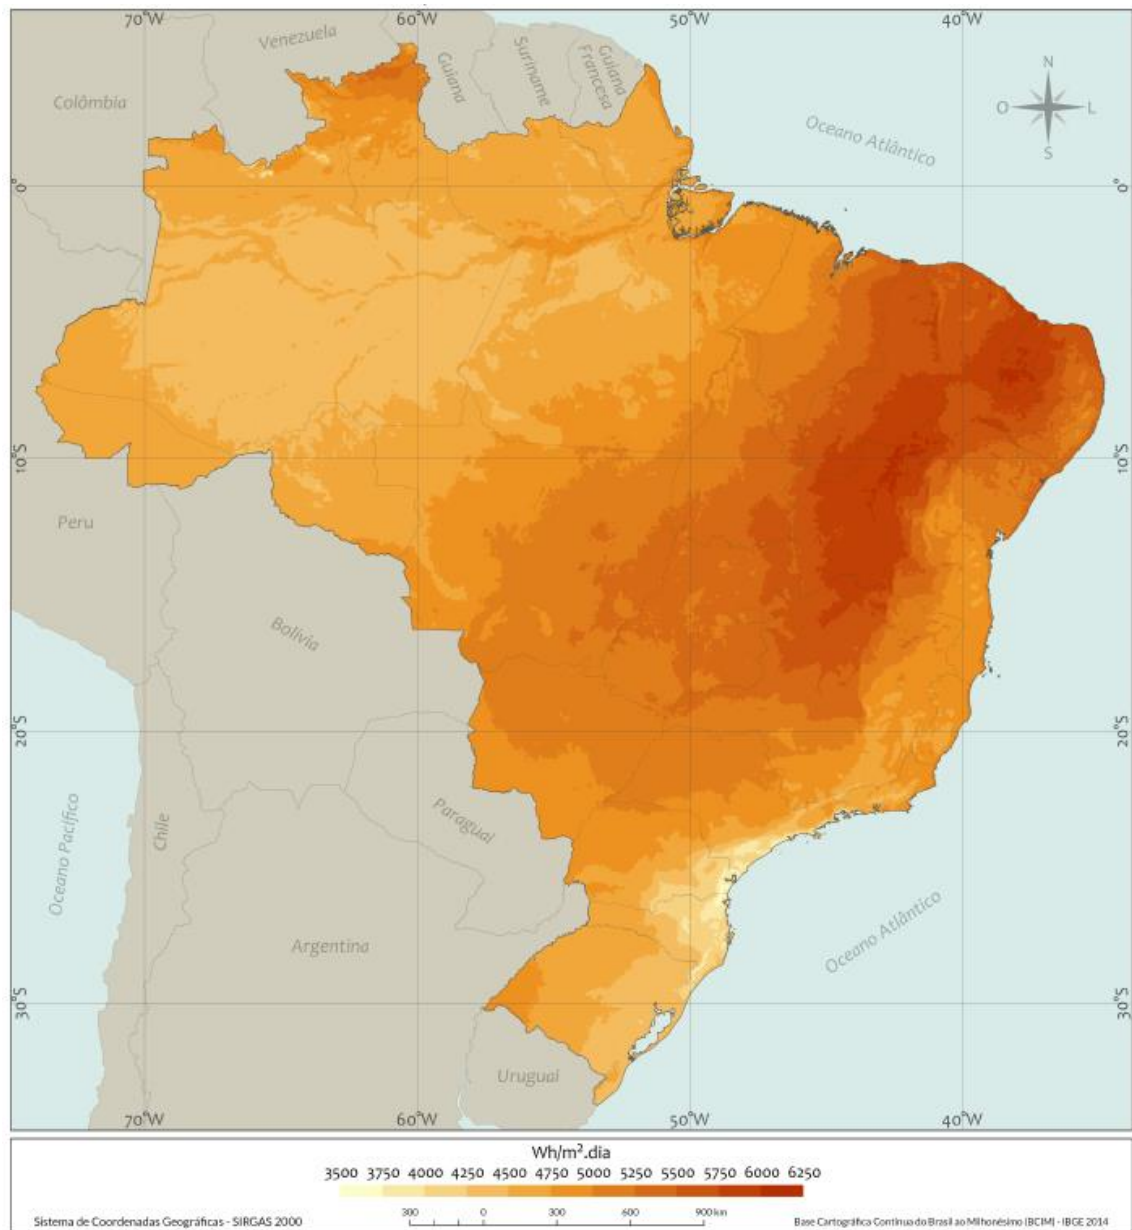 70°W 60°W 50°W 40°W
Venezuela
Colômbia
Guiana
Suriname
Guiana
Francesa
N
O L
S
Oceano Atlântico
0° 0°
10°S 10°S
Peru
Bolívia
20°S 20°S
Oceano Pacífico
Chile
Paraguai
Argentina
Oceano Atlântico
30°S 30°S
Uruguai
70°W 60°W 50°W 40°W
Wh/m².dia
3500 3750 4000 4250 4500 4750 5000 5250 5500 5750 6000 6250
300 0 300 600 900 km
Sistema de Coordenadas Geográficas - SIRGAS 2000
Base Cartográfica Contínua do Brasil ao Milhonésimo (BCIM) - IBGE 2014